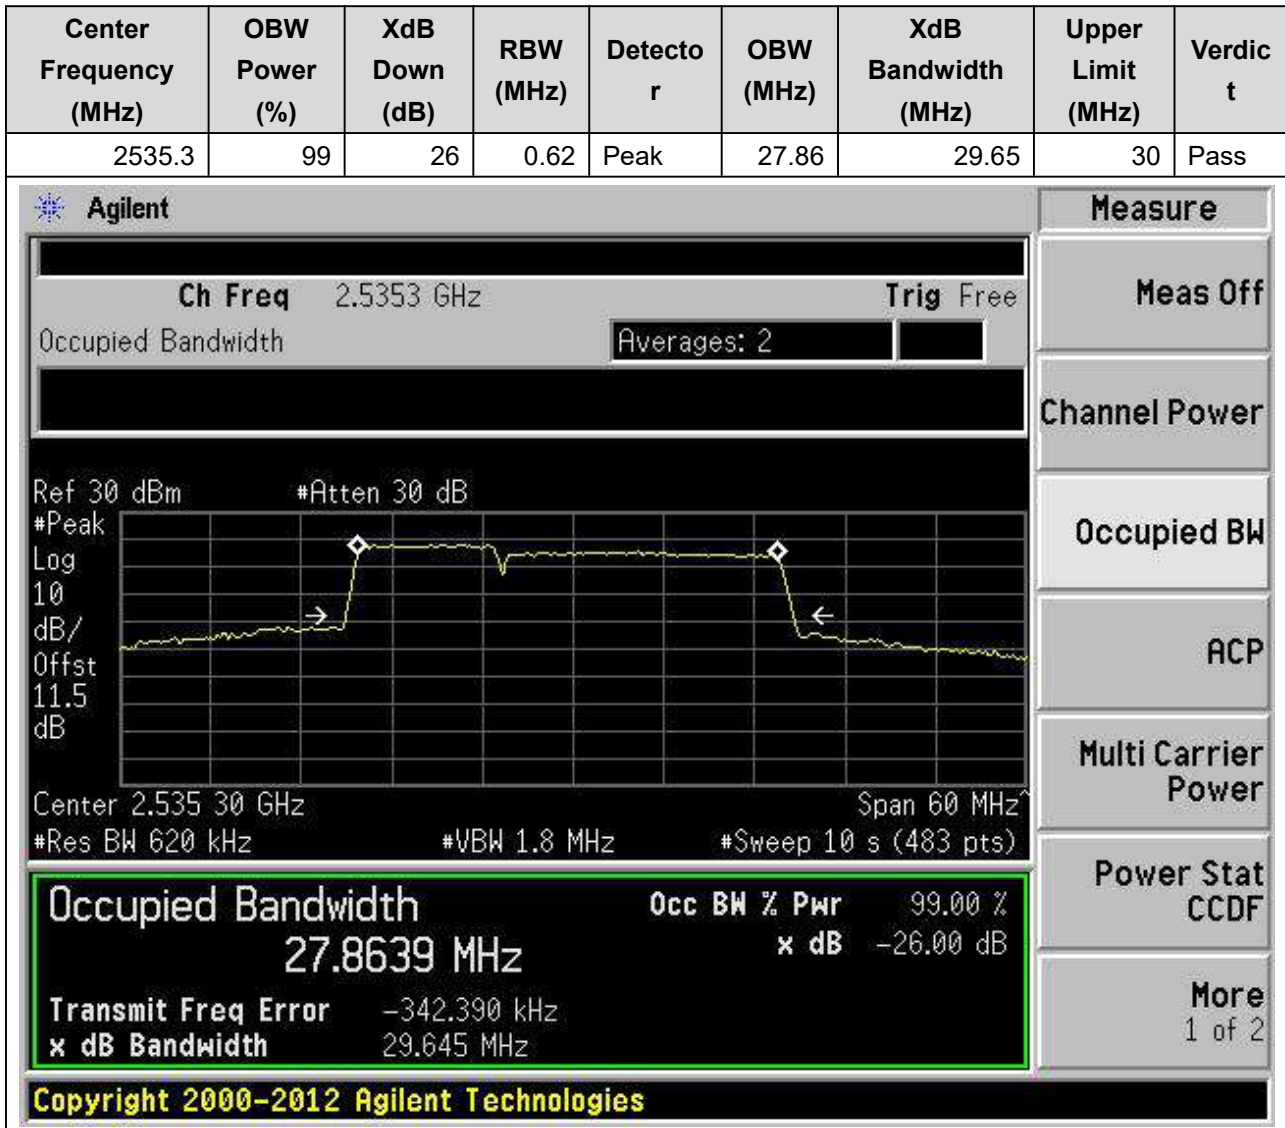 Center Frequency (MHz) OBW Power (%) XdB Down (dB) RBW (MHz) Detector OBW (MHz) XdB Bandwidth (MHz) Upper Limit (MHz) Verdict
2535.3 99 26 0.62 Peak 27.86 29.65 30 Pass
Agilent
Measure
Ch Freq 2.5353 GHz Trig Free
Meas Off
Occupied Bandwidth Averages: 2
Channel Power
Ref 30 dBm #Atten 30 dB
#Peak
Log
10
dB/
Offst
11.5
dB
Occupied BW
ACP
Multi Carrier
Power
Center 2.535 30 GHz Span 60 MHz^
#Res BW 620 kHz #VBW 1.8 MHz #Sweep 10 s (483 pts)
Power Stat
CCDF
Occupied Bandwidth Occ BW % Pwr 99.00 %
27.8639 MHz x dB -26.00 dB
Transmit Freq Error -342.390 kHz
x dB Bandwidth 29.645 MHz
More
1 of 2
Copyright 2000-2012 Agilent Technologies